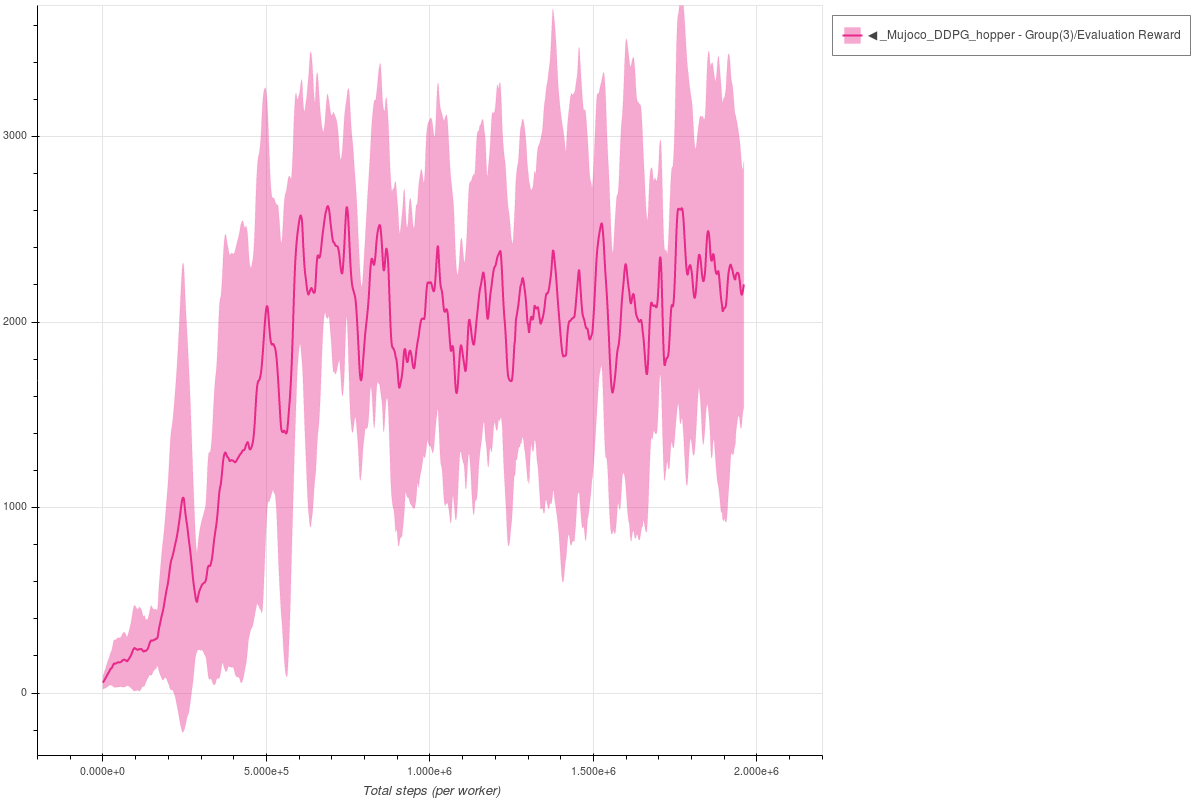 ◀ _Mujoco_DDPG_hopper - Group(3)/Evaluation Reward
3000
2000
1000
0
0.000e+0 5.000e+5 1.000e+6 1.500e+6 2.000e+6
Total steps (per worker)